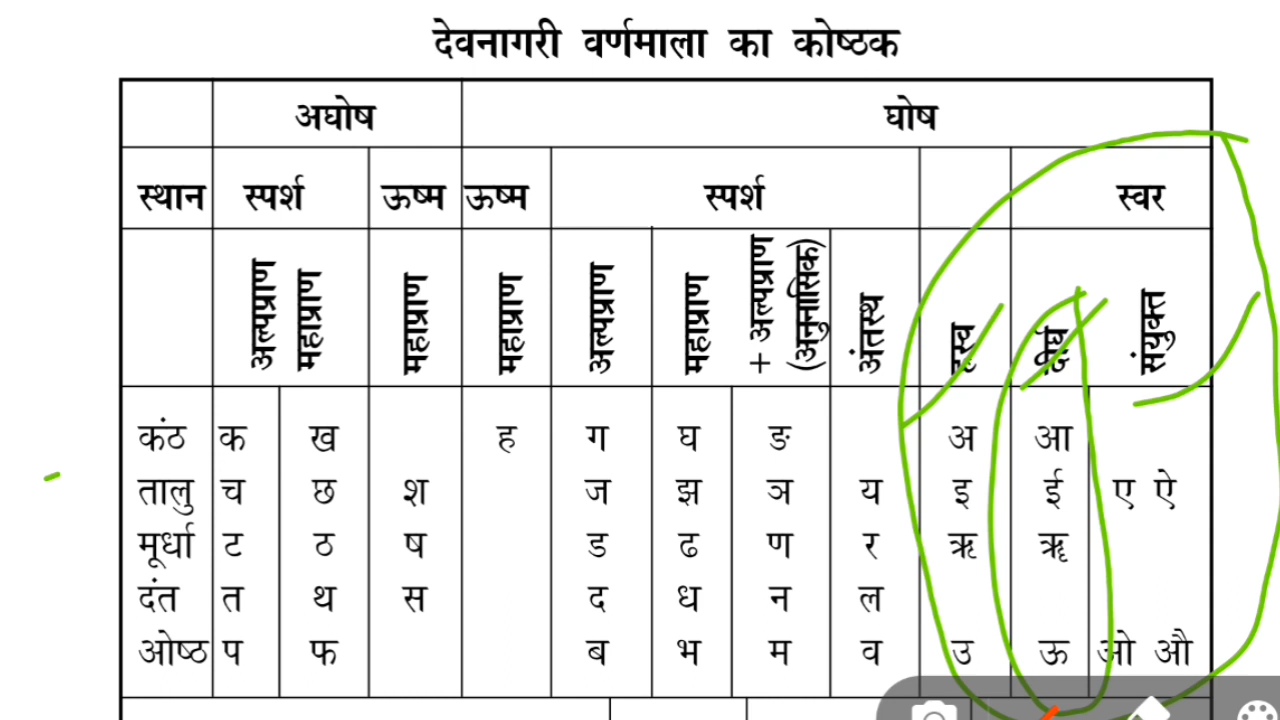 देवनागरी वर्णमाला का कोष्ठक
अघोष घोष
स्थान स्पर्श ऊष्म ऊष्म स्पर्श स्वर
अल्पप्राण महाप्राण महाप्राण महाप्राण अल्पप्राण महाप्राण + अल्पप्राण (अनुनासिक) अंतस्थ ह्रस्व दीर्घ संयुक्त
कंठ क ख ह ग घ ङ अ आ
तालु च छ श ज झ ञ य इ ई ए ऐ
मूर्धा ट ठ ष ड ढ ण र ऋ ॠ
दंत त थ स द ध न ल
ओष्ठ प फ ब भ म व उ ऊ ओ औ